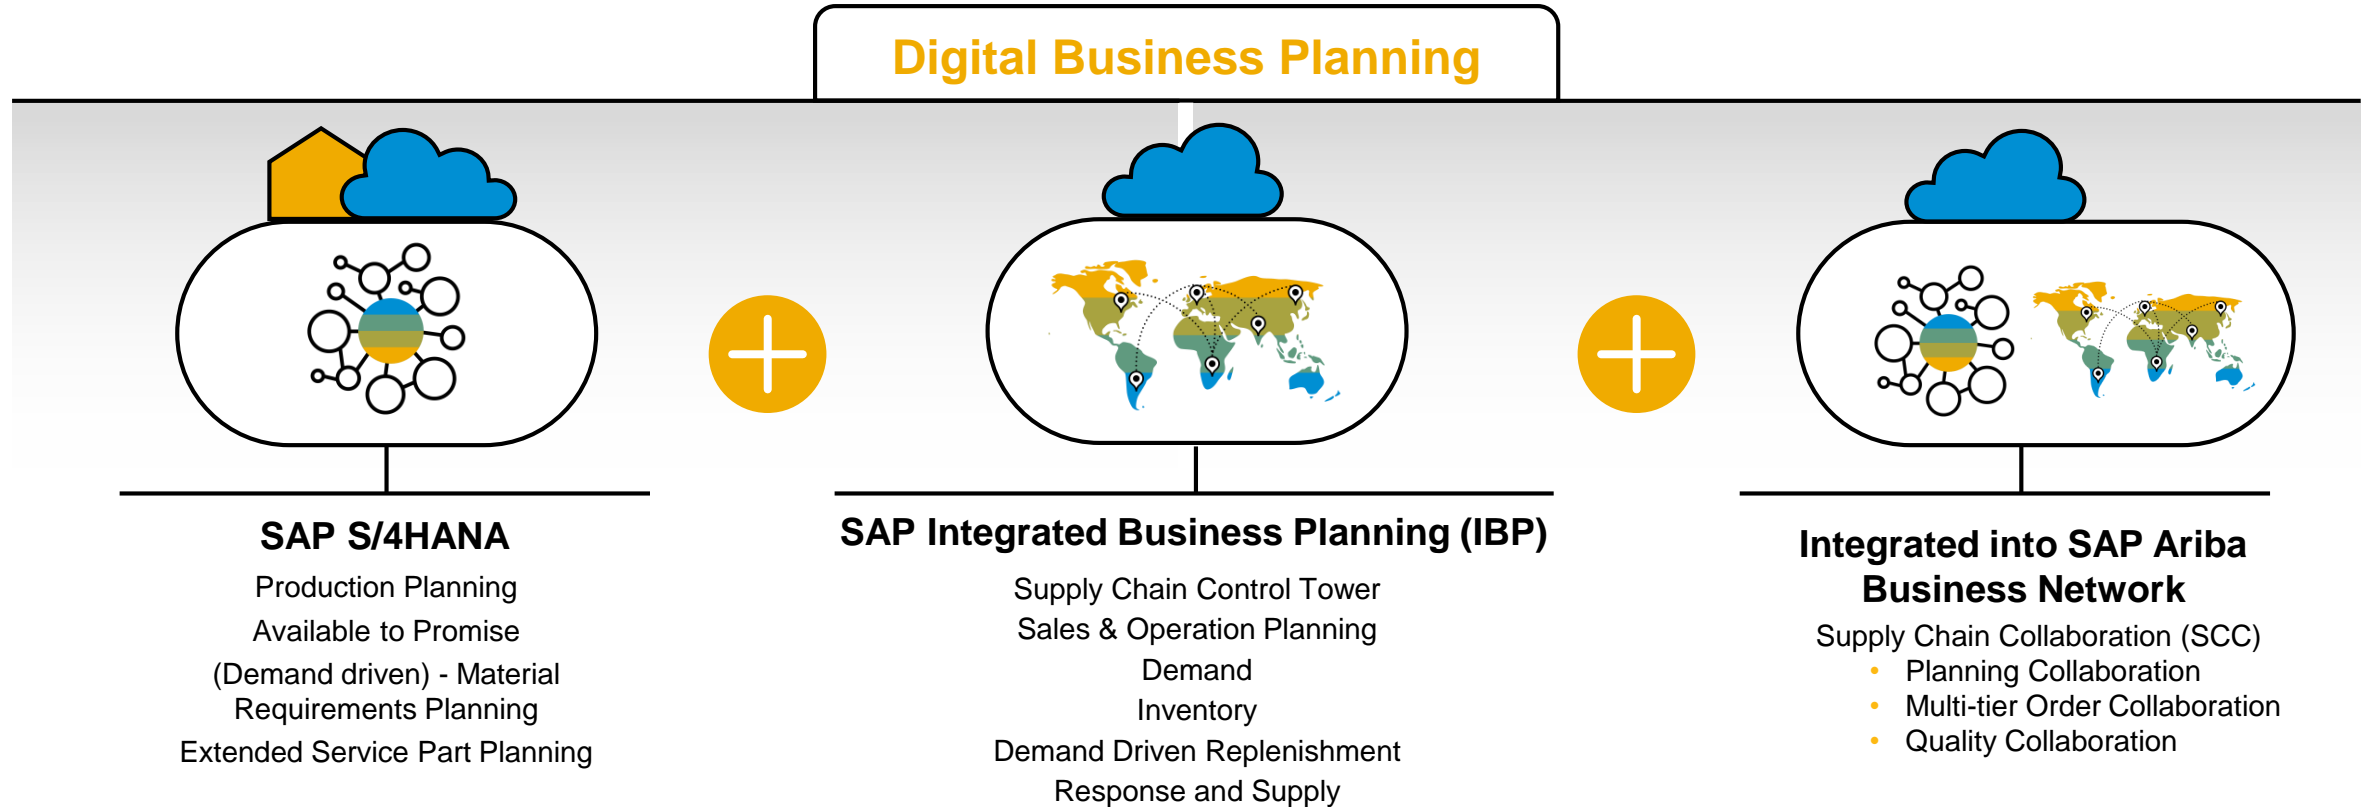 Digital Business Planning
SAP S/4HANA
Production Planning
Available to Promise
(Demand driven) - Material
Requirements Planning
Extended Service Part Planning
SAP Integrated Business Planning (IBP)
Supply Chain Control Tower
Sales & Operation Planning
Demand
Inventory
Demand Driven Replenishment
Response and Supply
Integrated into SAP Ariba
Business Network
Supply Chain Collaboration (SCC)
• Planning Collaboration
• Multi-tier Order Collaboration
• Quality Collaboration